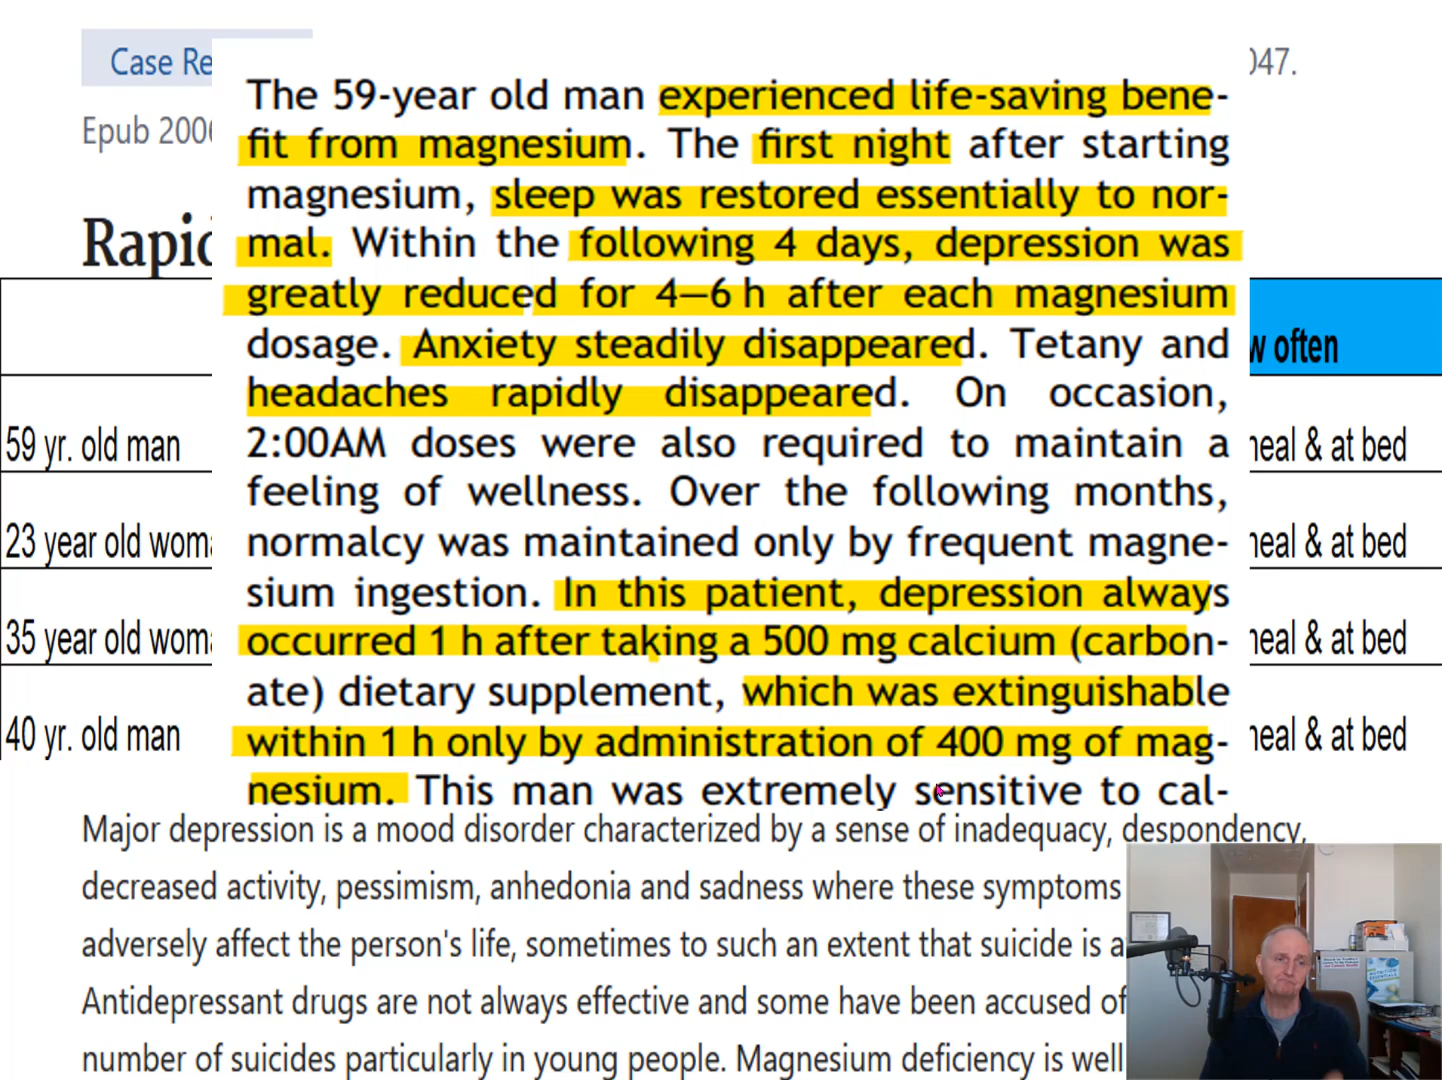 Case Re
047.
Epub 200
Rapid
The 59-year old man experienced life-saving bene-
fit from magnesium. The first night after starting
magnesium, sleep was restored essentially to nor-
mal. Within the following 4 days, depression was
greatly reduced for 4–6 h after each magnesium
dosage. Anxiety steadily disappeared. Tetany and
headaches rapidly disappeared. On occasion,
2:00AM doses were also required to maintain a
feeling of wellness. Over the following months,
normalcy was maintained only by frequent magne-
sium ingestion. In this patient, depression always
occurred 1 h after taking a 500 mg calcium (carbon-
ate) dietary supplement, which was extinguishable
within 1 h only by administration of 400 mg of mag-
nesium. This man was extremely sensitive to cal-
w often
59 yr. old man
neal & at bed
23 year old woma
neal & at bed
35 year old woma
neal & at bed
40 yr. old man
neal & at bed
Major depression is a mood disorder characterized by a sense of inadequacy, despondency,
decreased activity, pessimism, anhedonia and sadness where these symptoms
adversely affect the person's life, sometimes to such an extent that suicide is a
Antidepressant drugs are not always effective and some have been accused of
number of suicides particularly in young people. Magnesium deficiency is well